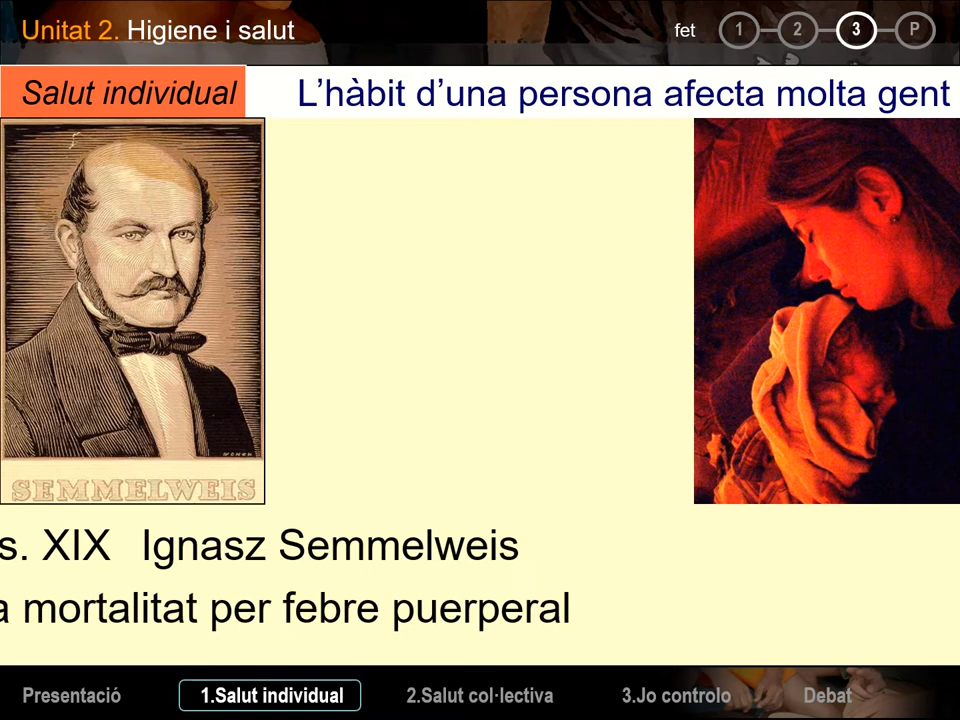 Unitat 2. Higiene i salut
fet 1 2 3 P
Salut individual
L’hàbit d’una persona afecta molta gent
SEMMELWEIS
s. XIX Ignasz Semmelweis
a mortalitat per febre puerperal
Presentació 1.Salut individual 2.Salut col·lectiva 3.Jo controlo Debat